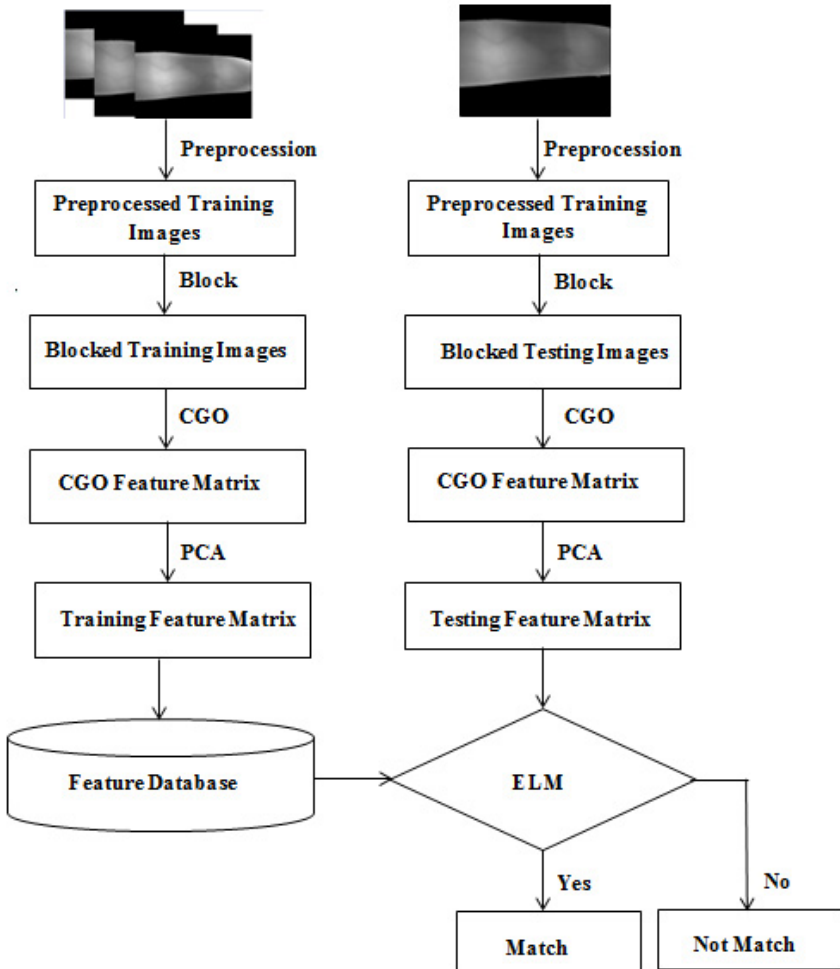 Preprocession
Preprocession
Preprocessed Training
Images
Preprocessed Training
Images
Block
Block
Blocked Training Images
Blocked Testing Images
CGO
CGO
CGO Feature Matrix
CGO Feature Matrix
PCA
PCA
Training Feature Matrix
Testing Feature Matrix
Feature Database
ELM
Yes
No
Match
Not Match